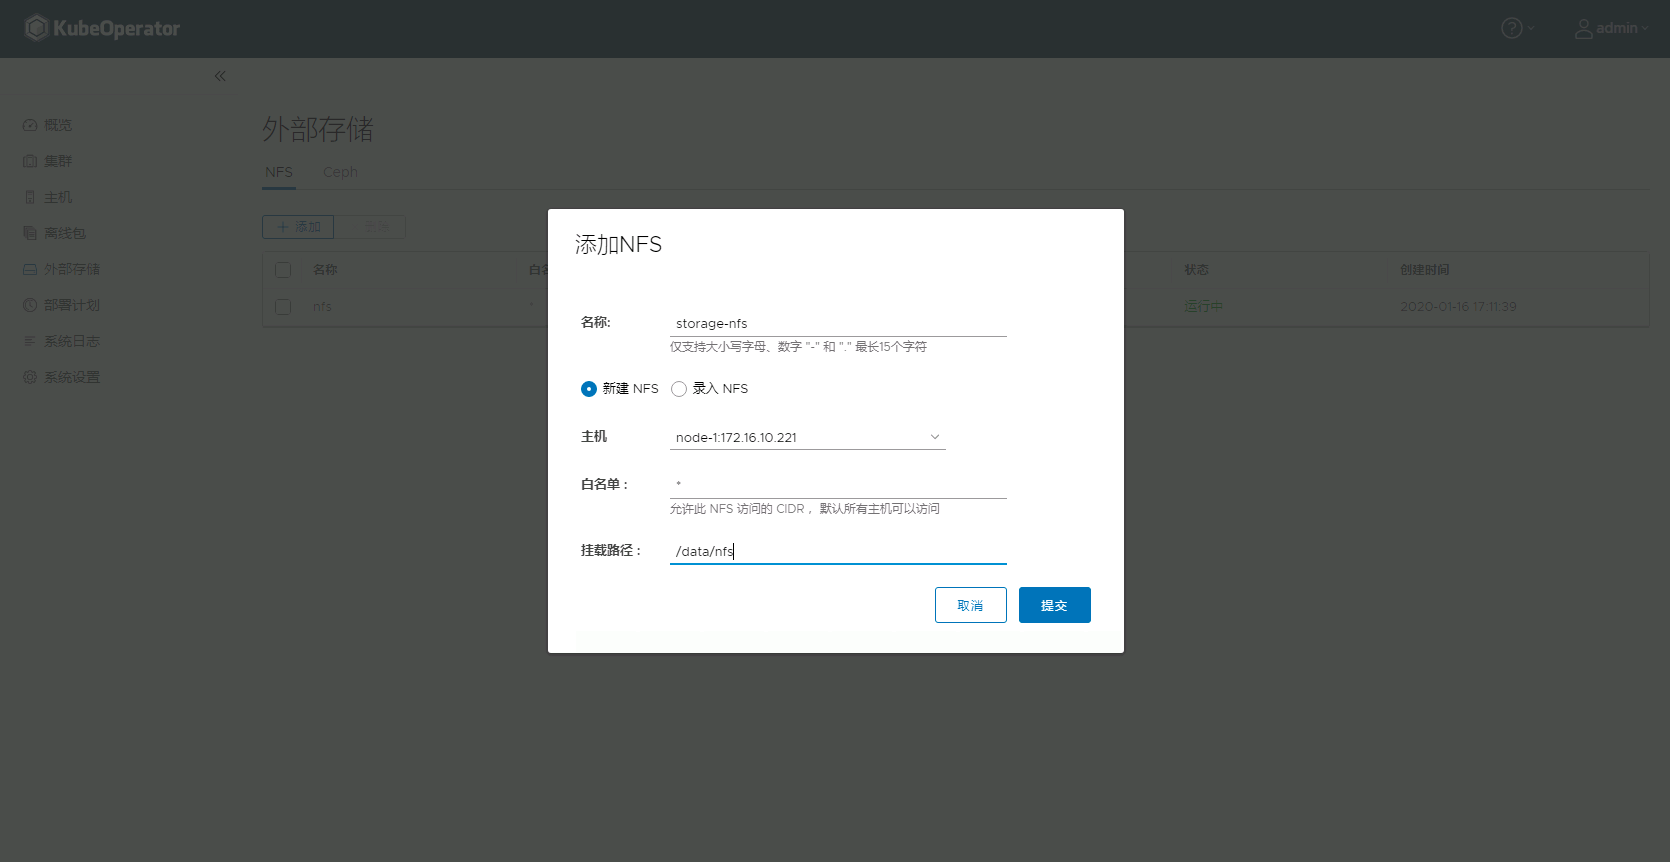 KubeOperator
admin
概览
集群
主机
离线包
外部存储
部署计划
系统日志
系统设置
外部存储
NFS Ceph
添加 删除
名称 白名 状态 创建时间
nfs * 运行中 2020-01-16 17:11:39
添加NFS
名称: storage-nfs
仅支持大小写字母、数字 "-" 和 "." 最长15个字符
新建 NFS 录入 NFS
主机 node-1:172.16.10.221
白名单： *
允许此 NFS 访问的 CIDR ，默认所有主机可以访问
挂载路径： /data/nfs
取消 提交